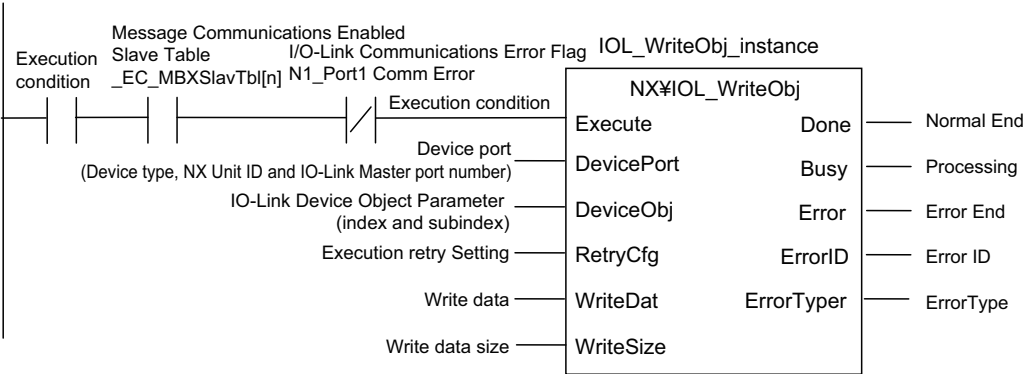 Message Communications Enabled
Execution condition
Slave Table
_EC_MBXSlavTbl[n]
I/O-Link Communications Error Flag
N1_Port1 Comm Error
IOL_WriteObj_instance
NX¥IOL_WriteObj
Execution condition
Execute
Done
Normal End
Device port
(Device type, NX Unit ID and IO-Link Master port number)
DevicePort
Busy
Processing
IO-Link Device Object Parameter
(index and subindex)
DeviceObj
Error
Error End
Execution retry Setting
RetryCfg
ErrorID
Error ID
Write data
WriteDat
ErrorTyper
ErrorType
Write data size
WriteSize